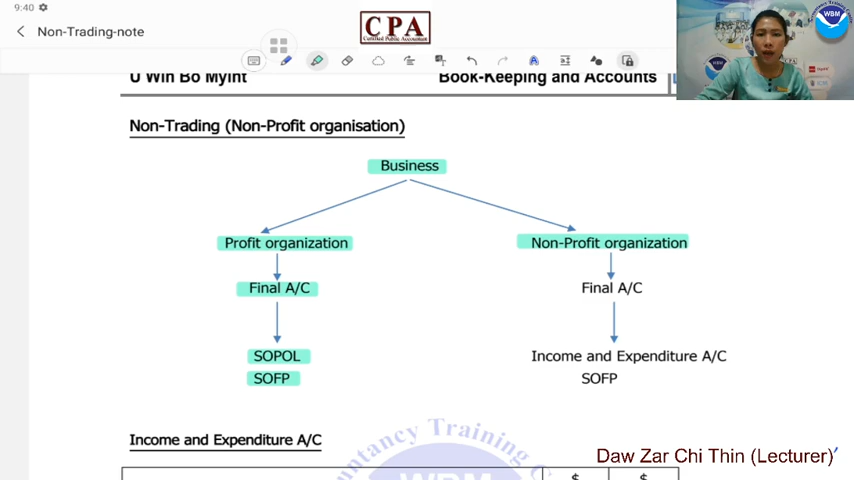 9:40
Non-Trading-note
CPA
Certified Public Accountant
WBM
U Win Bo Myint
Book-Keeping and Accounts
Non-Trading (Non-Profit organisation)
Business
Profit organization
Non-Profit organization
Final A/C
Final A/C
SOPOL
Income and Expenditure A/C
SOFP
SOFP
Income and Expenditure A/C
Accountancy Training
WBM
Daw Zar Chi Thin (Lecturer)
$ $